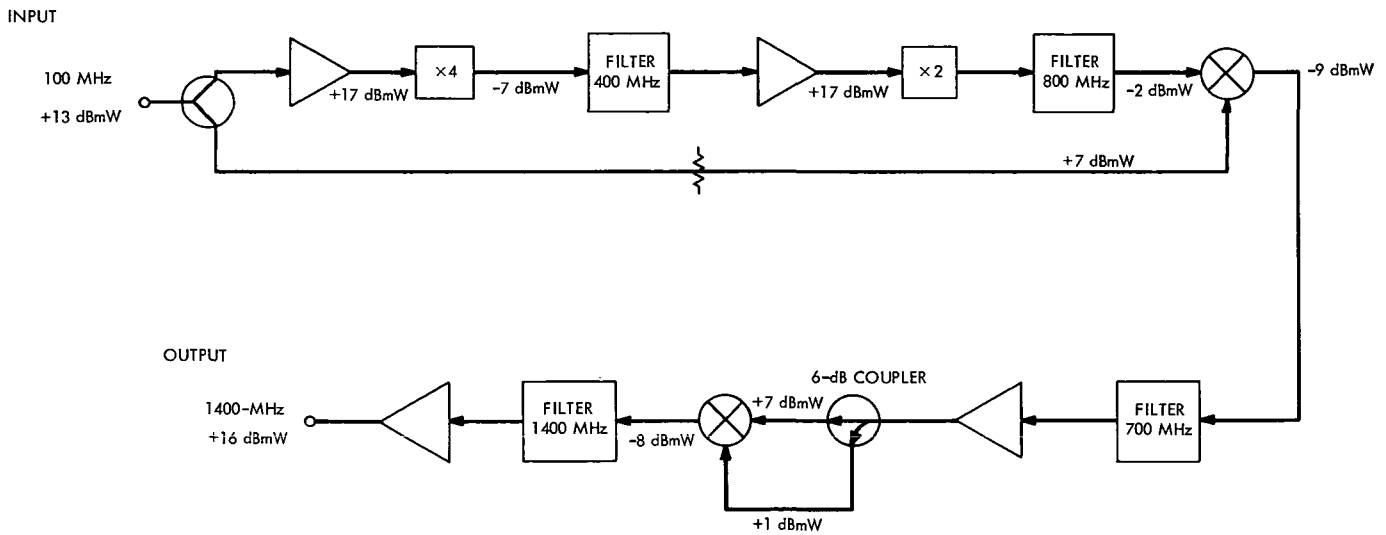 INPUT
100 MHz
+13 dBmW
+17 dBmW
×4
-7 dBmW
FILTER
400 MHz
+17 dBmW
×2
FILTER
800 MHz
-2 dBmW
-9 dBmW
+7 dBmW
OUTPUT
1400-MHz
+16 dBmW
FILTER
1400 MHz
-8 dBmW
+7 dBmW
6-dB COUPLER
+1 dBmW
FILTER
700 MHz